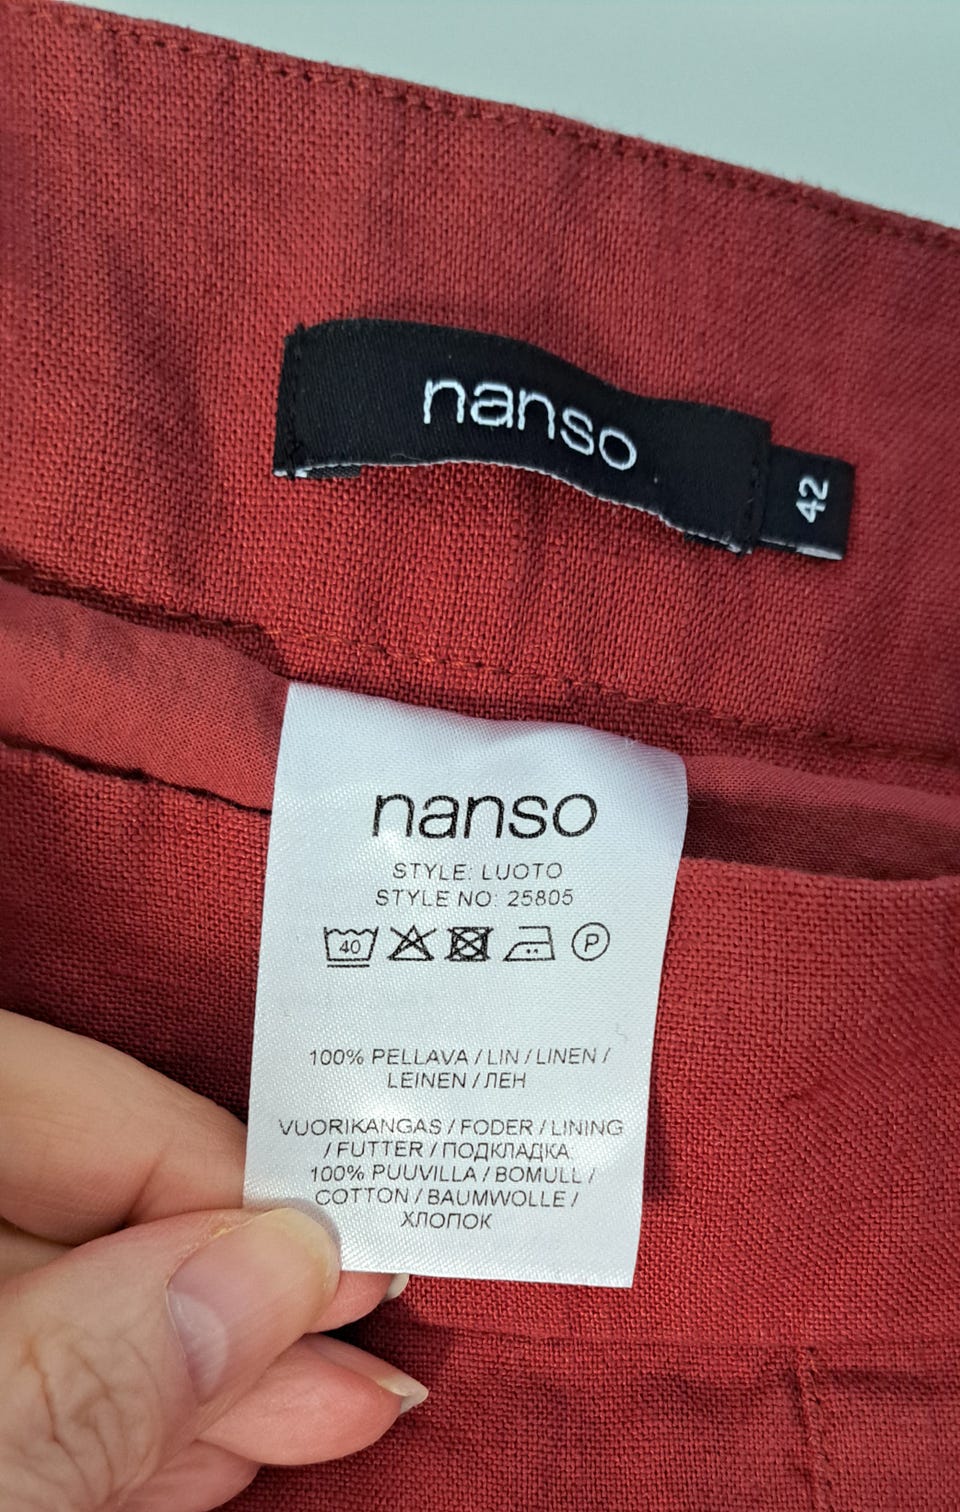 nanso
42
nanso
STYLE: LUOTO
STYLE NO: 25805
40 P
100% PELLAVA / LIN / LINEN /
LEINEN / ЛЕН
VUORIKANGAS / FODER / LINING
/ FUTTER / ПОДКЛАДКА
100% PUUVILLA / BOMULL /
COTTON / BAUMWOLLE /
ХЛОПОК